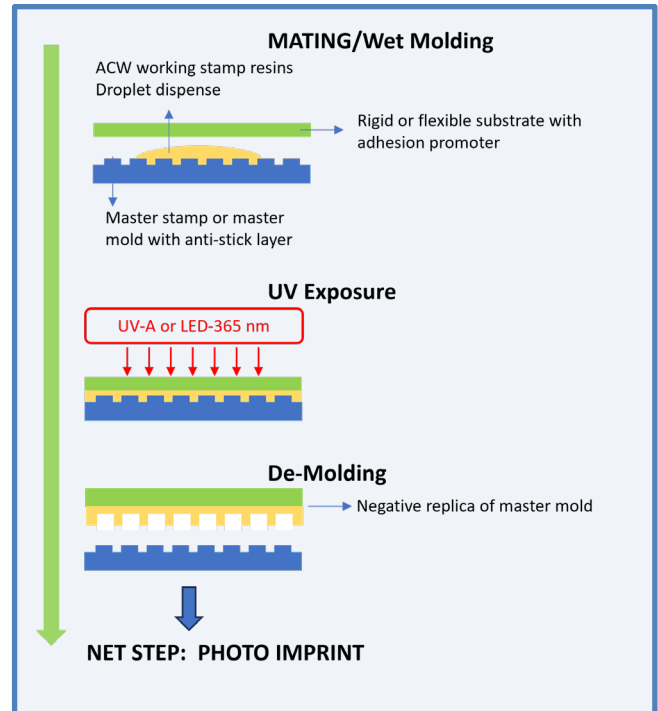 MATING/Wet Molding
ACW working stamp resins
Droplet dispense
Rigid or flexible substrate with
adhesion promoter
Master stamp or master
mold with anti-stick layer
UV Exposure
UV-A or LED-365 nm
De-Molding
Negative replica of master mold
NET STEP: PHOTO IMPRINT